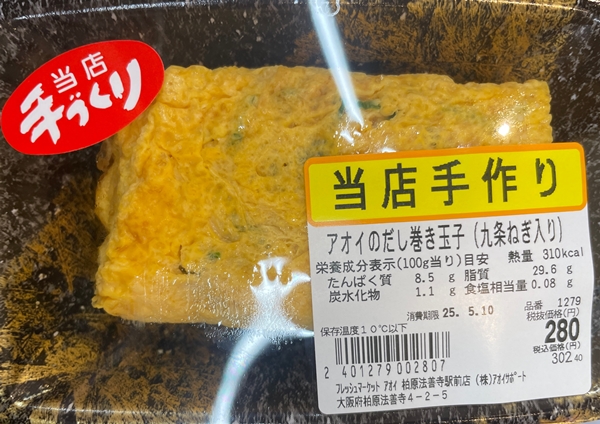 当店
手づくり
当店手作り
アオイのだし巻き玉子(九条ねぎ入り)
栄養成分表示(100g当り)目安 熱量 310kcal
たんぱく質 8.5 g 脂質 29.6 g
炭水化物 1.1 g 食塩相当量 0.08 g
品番 1279
消費期限 25. 5.10 税抜価格(円)
保存温度10℃以下 280
税込価格(円)
302.40
2 401279 002807
フレッシュマーケット アオイ 柏原法善寺駅前店 (株)アオイサポート
大阪府柏原法善寺4-2-5